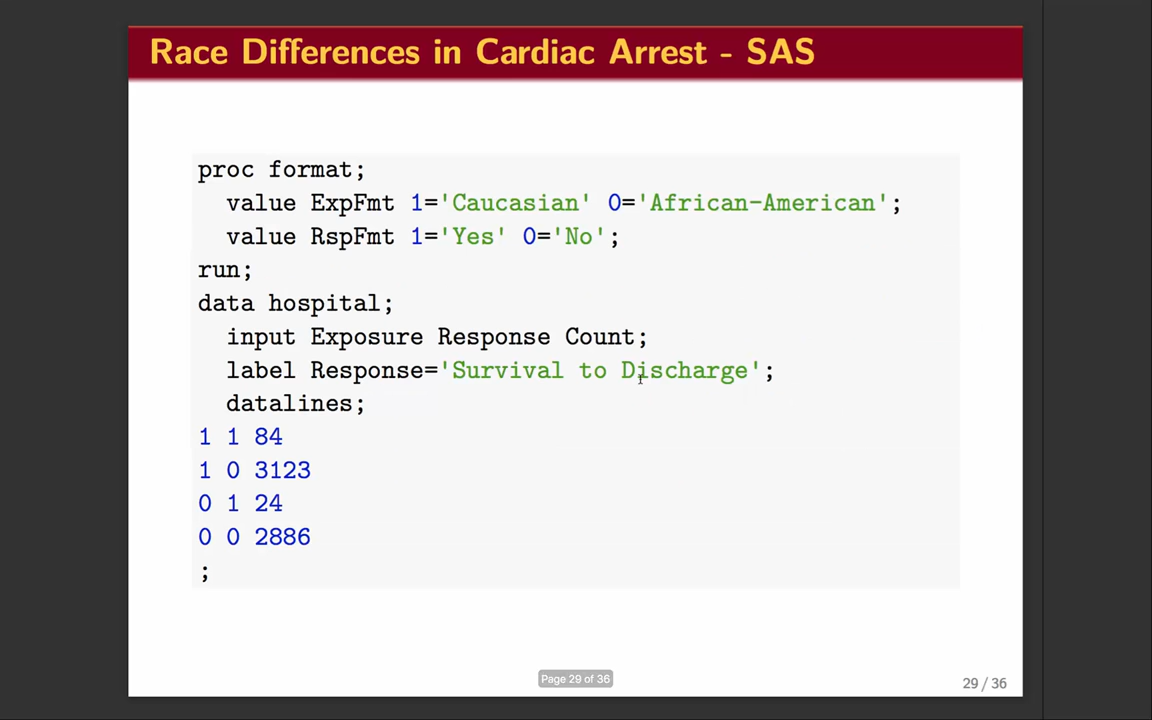 Race Differences in Cardiac Arrest - SAS
proc format;
value ExpFmt 1='Caucasian' 0='African-American';
value RspFmt 1='Yes' 0='No';
run;
data hospital;
input Exposure Response Count;
label Response='Survival to Discharge';
datalines;
1 1 84
1 0 3123
0 1 24
0 0 2886
;
Page 29 of 36
29 / 36